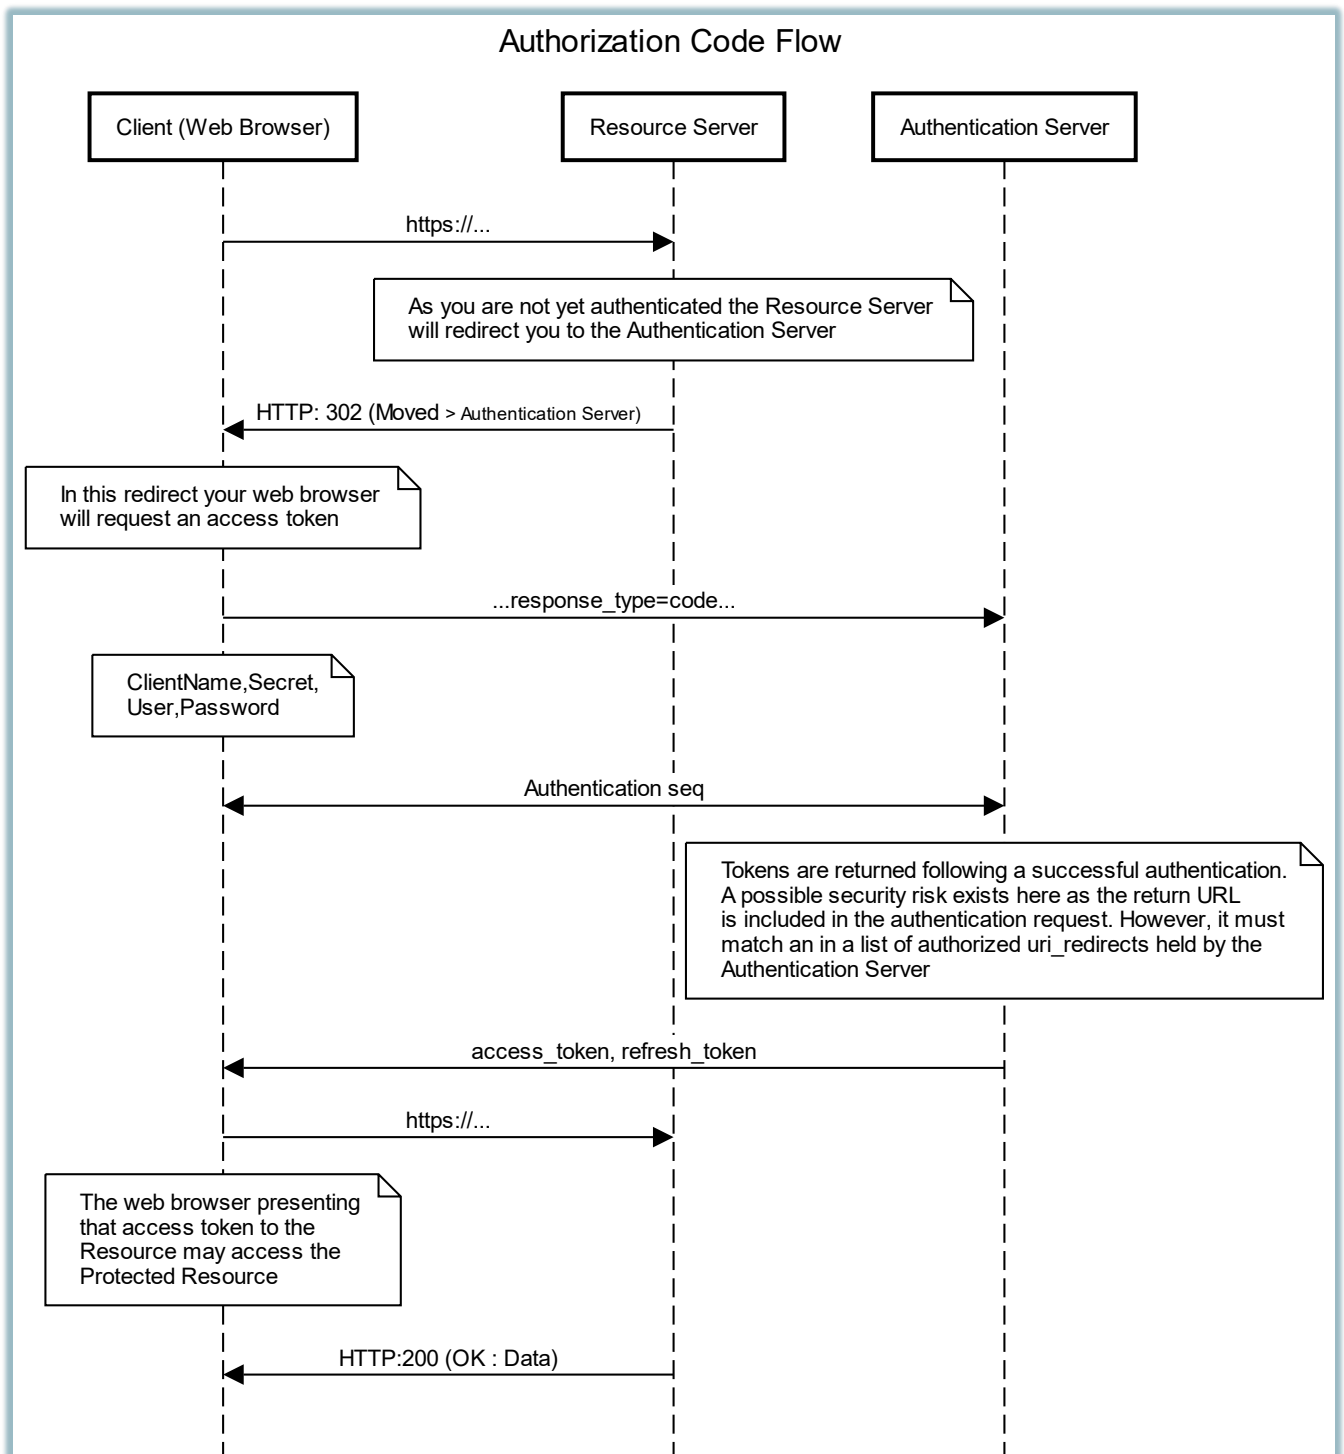 Authorization Code Flow
Client (Web Browser)
Resource Server
Authentication Server
https://...
As you are not yet authenticated the Resource Server
will redirect you to the Authentication Server
HTTP: 302 (Moved > Authentication Server)
In this redirect your web browser
will request an access token
...response_type=code...
ClientName,Secret,
User,Password
Authentication seq
Tokens are returned following a successful authentication.
A possible security risk exists here as the return URL
is included in the authentication request. However, it must
match an in a list of authorized uri_redirects held by the
Authentication Server
access_token, refresh_token
https://...
The web browser presenting
that access token to the
Resource may access the
Protected Resource
HTTP:200 (OK : Data)